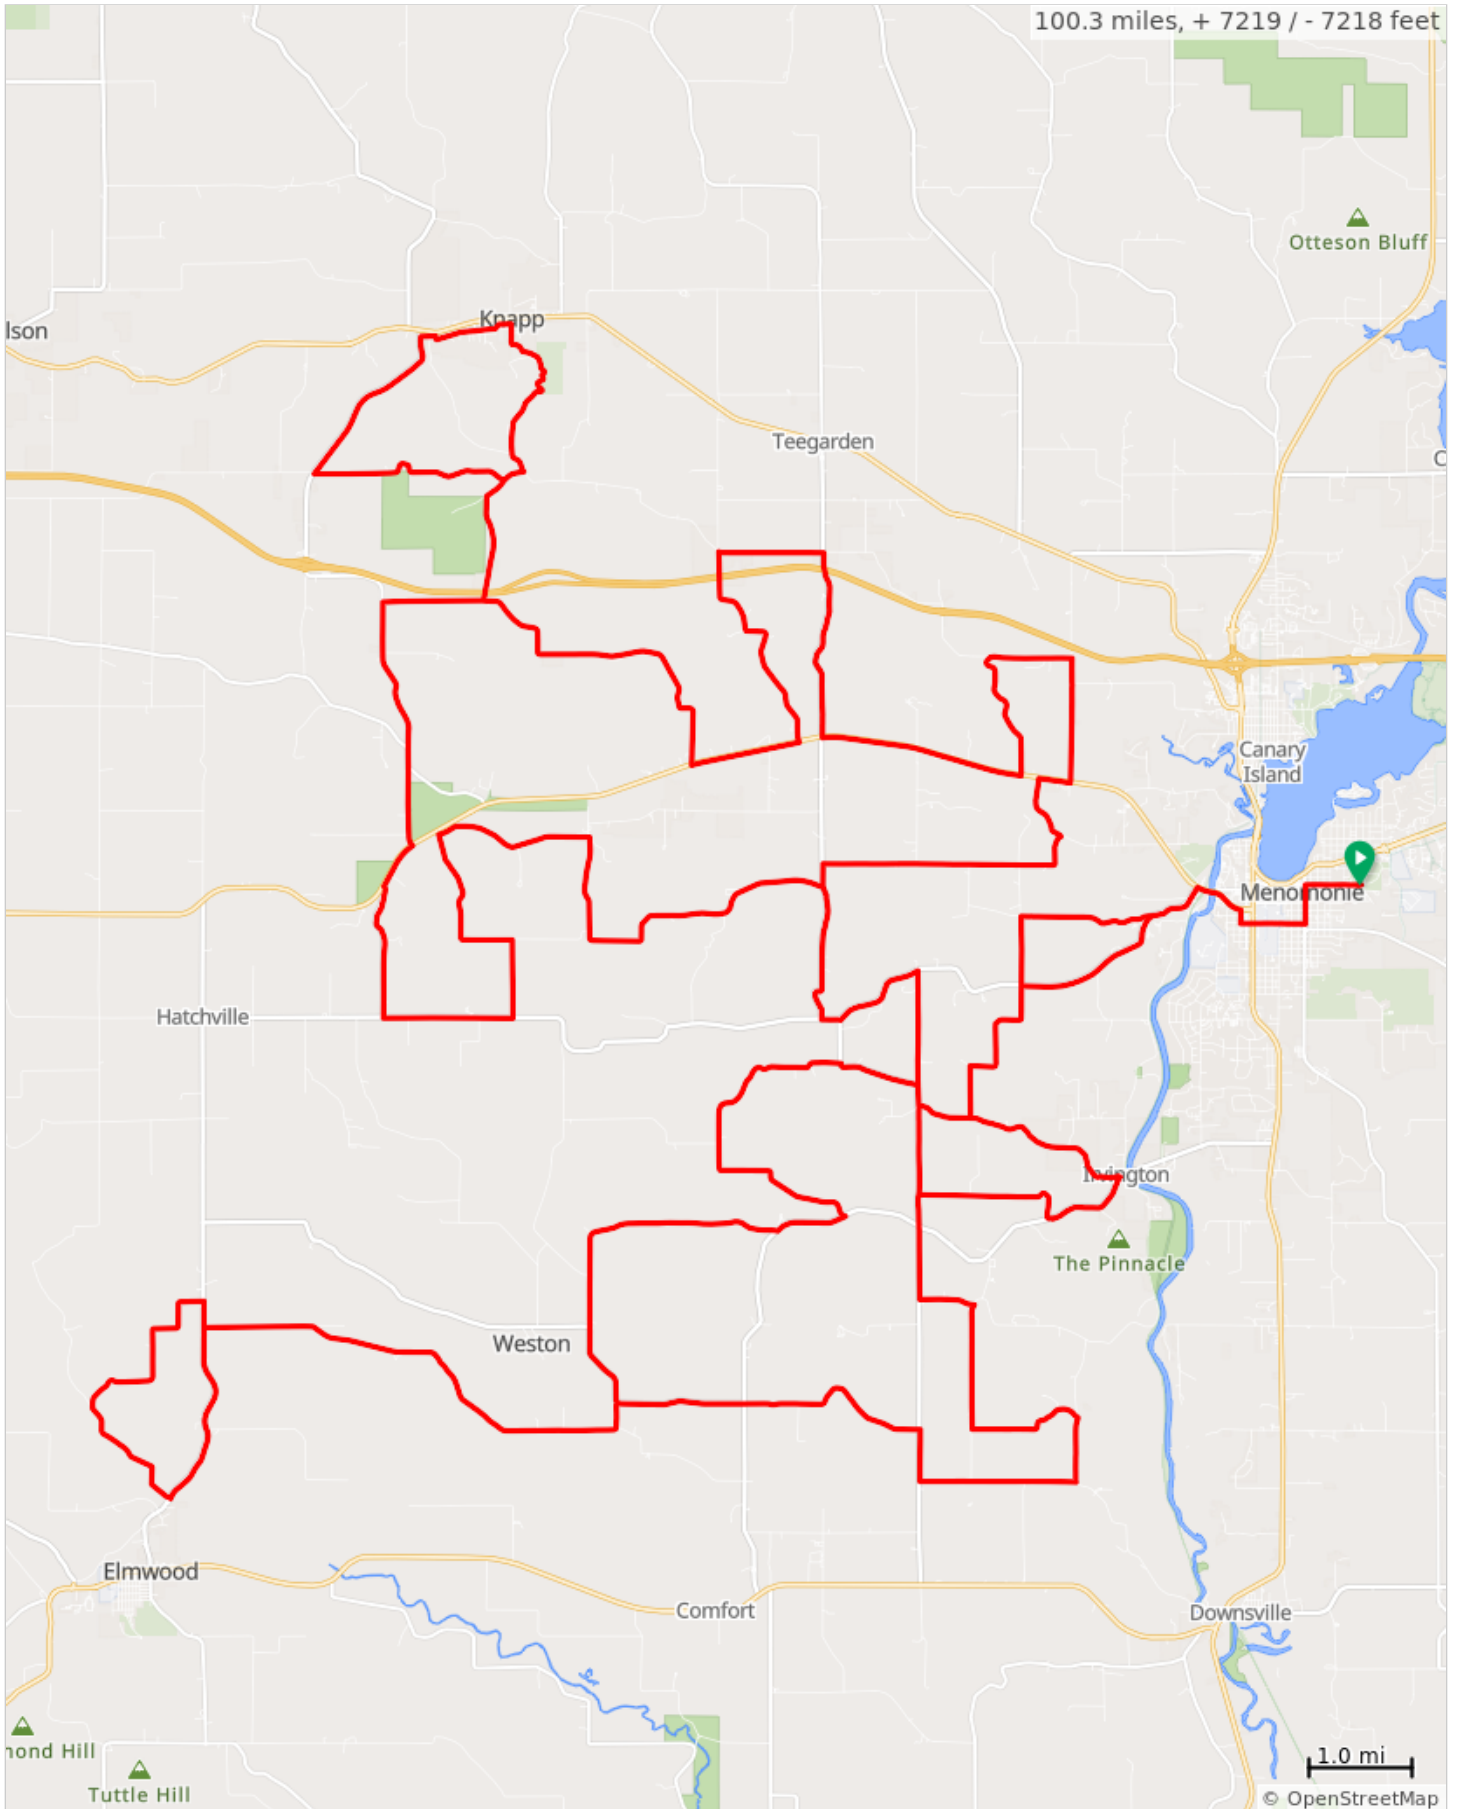 100.3 miles, + 7219 / - 7218 feet
Otteson Bluff
Knapp
lson
Teegarden
C
Canary
Island
Menomonie
Hatchville
Irvington
The Pinnacle
Weston
Elmwood
Comfort
Downsville
mond Hill
Tuttle Hill
1.0 mi
© OpenStreetMap